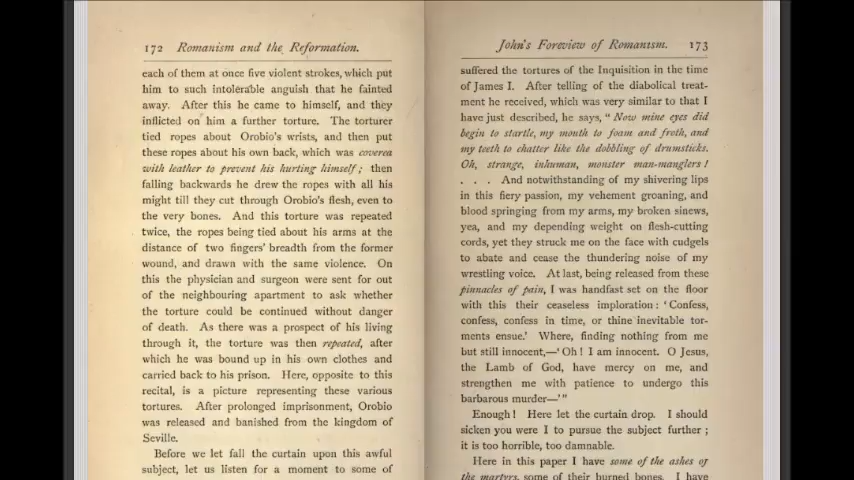 172 Romanism and the Reformation.
each of them at once five violent strokes, which put
him to such intolerable anguish that he fainted
away. After this he came to himself, and they
inflicted on him a further torture. The torturer
tied ropes about Orobio's wrists, and then put
these ropes about his own back, which was covered
with leather to prevent his hurting himself; then
falling backwards he drew the ropes with all his
might till they cut through Orobio's flesh, even to
the very bones. And this torture was repeated
twice, the ropes being tied about his arms at the
distance of two fingers' breadth from the former
wound, and drawn with the same violence. On
this the physician and surgeon were sent for out
of the neighbouring apartment to ask whether
the torture could be continued without danger
of death. As there was a prospect of his living
through it, the torture was then repeated, after
which he was bound up in his own clothes and
carried back to his prison. Here, opposite to this
recital, is a picture representing these various
tortures. After prolonged imprisonment, Orobio
was released and banished from the kingdom of
Seville.
Before we let fall the curtain upon this awful
subject, let us listen for a moment to some of
John's Foreview of Romanism. 173
suffered the tortures of the Inquisition in the time
of James I. After telling of the diabolical treat-
ment he received, which was very similar to that I
have just described, he says, "Now mine eyes did
begin to startle, my mouth to foam and froth, and
my teeth to chatter like the dobbling of drumsticks.
Oh, strange, inhuman, monster man-manglers!
. . . And notwithstanding of my shivering lips
in this fiery passion, my vehement groaning, and
blood springing from my arms, my broken sinews,
yea, and my depending weight on flesh-cutting
cords, yet they struck me on the face with cudgels
to abate and cease the thundering noise of my
wrestling voice. At last, being released from these
pinnacles of pain, I was handfast set on the floor
with this their ceaseless imploration: 'Confess,
confess, confess in time, or thine inevitable tor-
ments ensue.' Where, finding nothing from me
but still innocent,—'Oh! I am innocent. O Jesus,
the Lamb of God, have mercy on me, and
strengthen me with patience to undergo this
barbarous murder—'"
Enough! Here let the curtain drop. I should
sicken you were I to pursue the subject further;
it is too horrible, too damnable.
Here in this paper I have some of the ashes of
the martyrs, some of their burned bones. I have